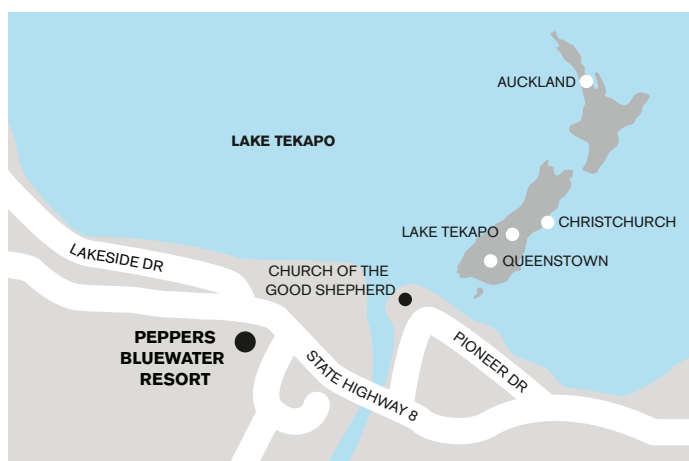 AUCKLAND
LAKE TEKAPO
CHRISTCHURCH
LAKE TEKAPO
QUEENSTOWN
LAKESIDE DR
CHURCH OF THE
GOOD SHEPHERD
PEPPERS
BLUEWATER
RESORT
STATE HIGHWAY 8
PIONEER DR